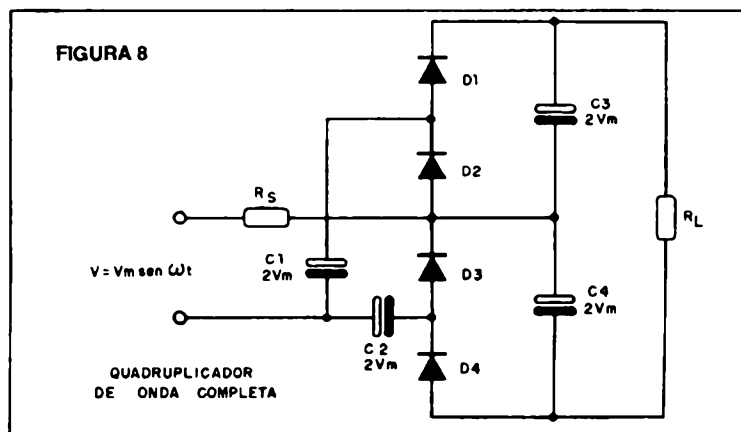 FIGURA 8
D1
C3
2Vm
D2
RS
RL
C1
2Vm
D3
V = Vm sen ωt
C4
2Vm
C2
2Vm
D4
QUADRUPLICADOR
DE ONDA COMPLETA